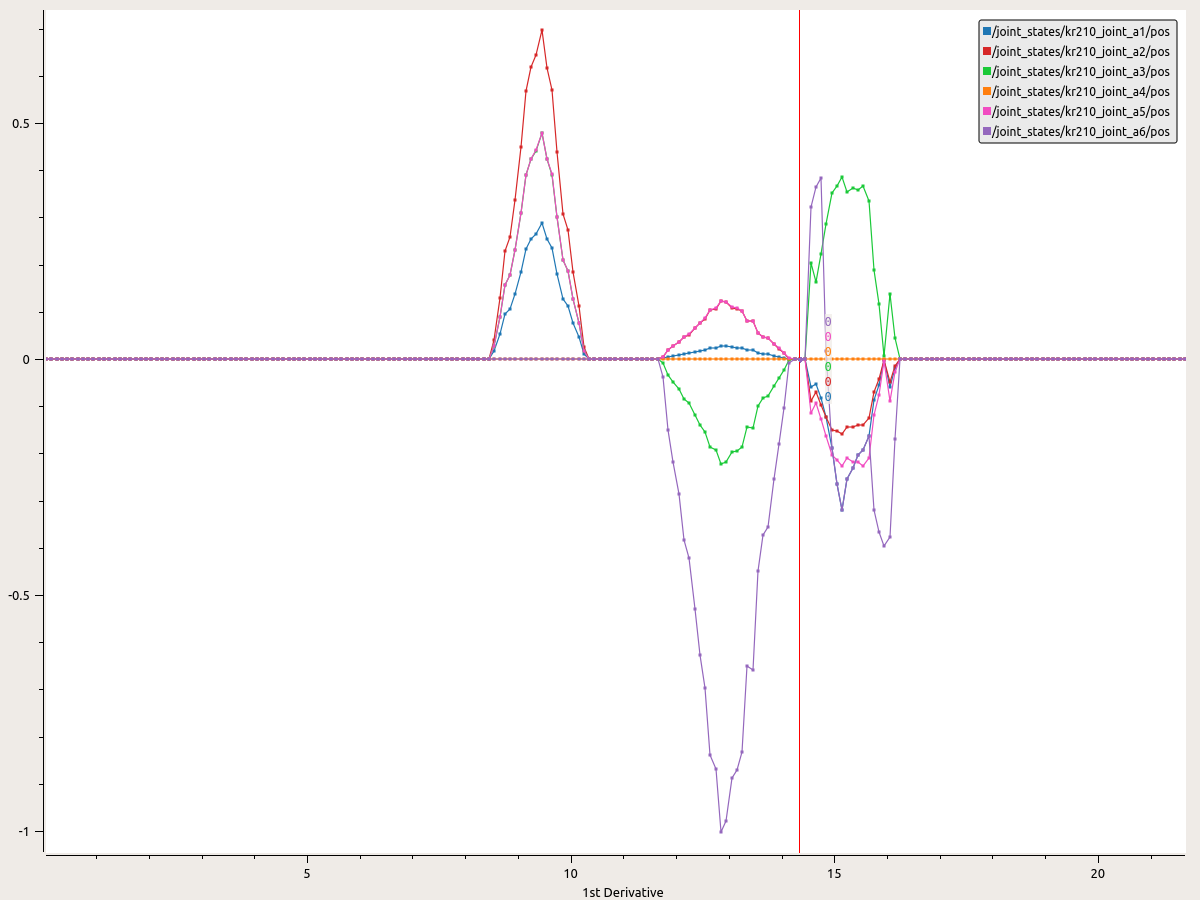 /joint_states/kr210_joint_a1/pos
/joint_states/kr210_joint_a2/pos
/joint_states/kr210_joint_a3/pos
/joint_states/kr210_joint_a4/pos
/joint_states/kr210_joint_a5/pos
/joint_states/kr210_joint_a6/pos
0.5
0
-0.5
-1
0
0
0
0
0
0
5
10
15
20
1st Derivative